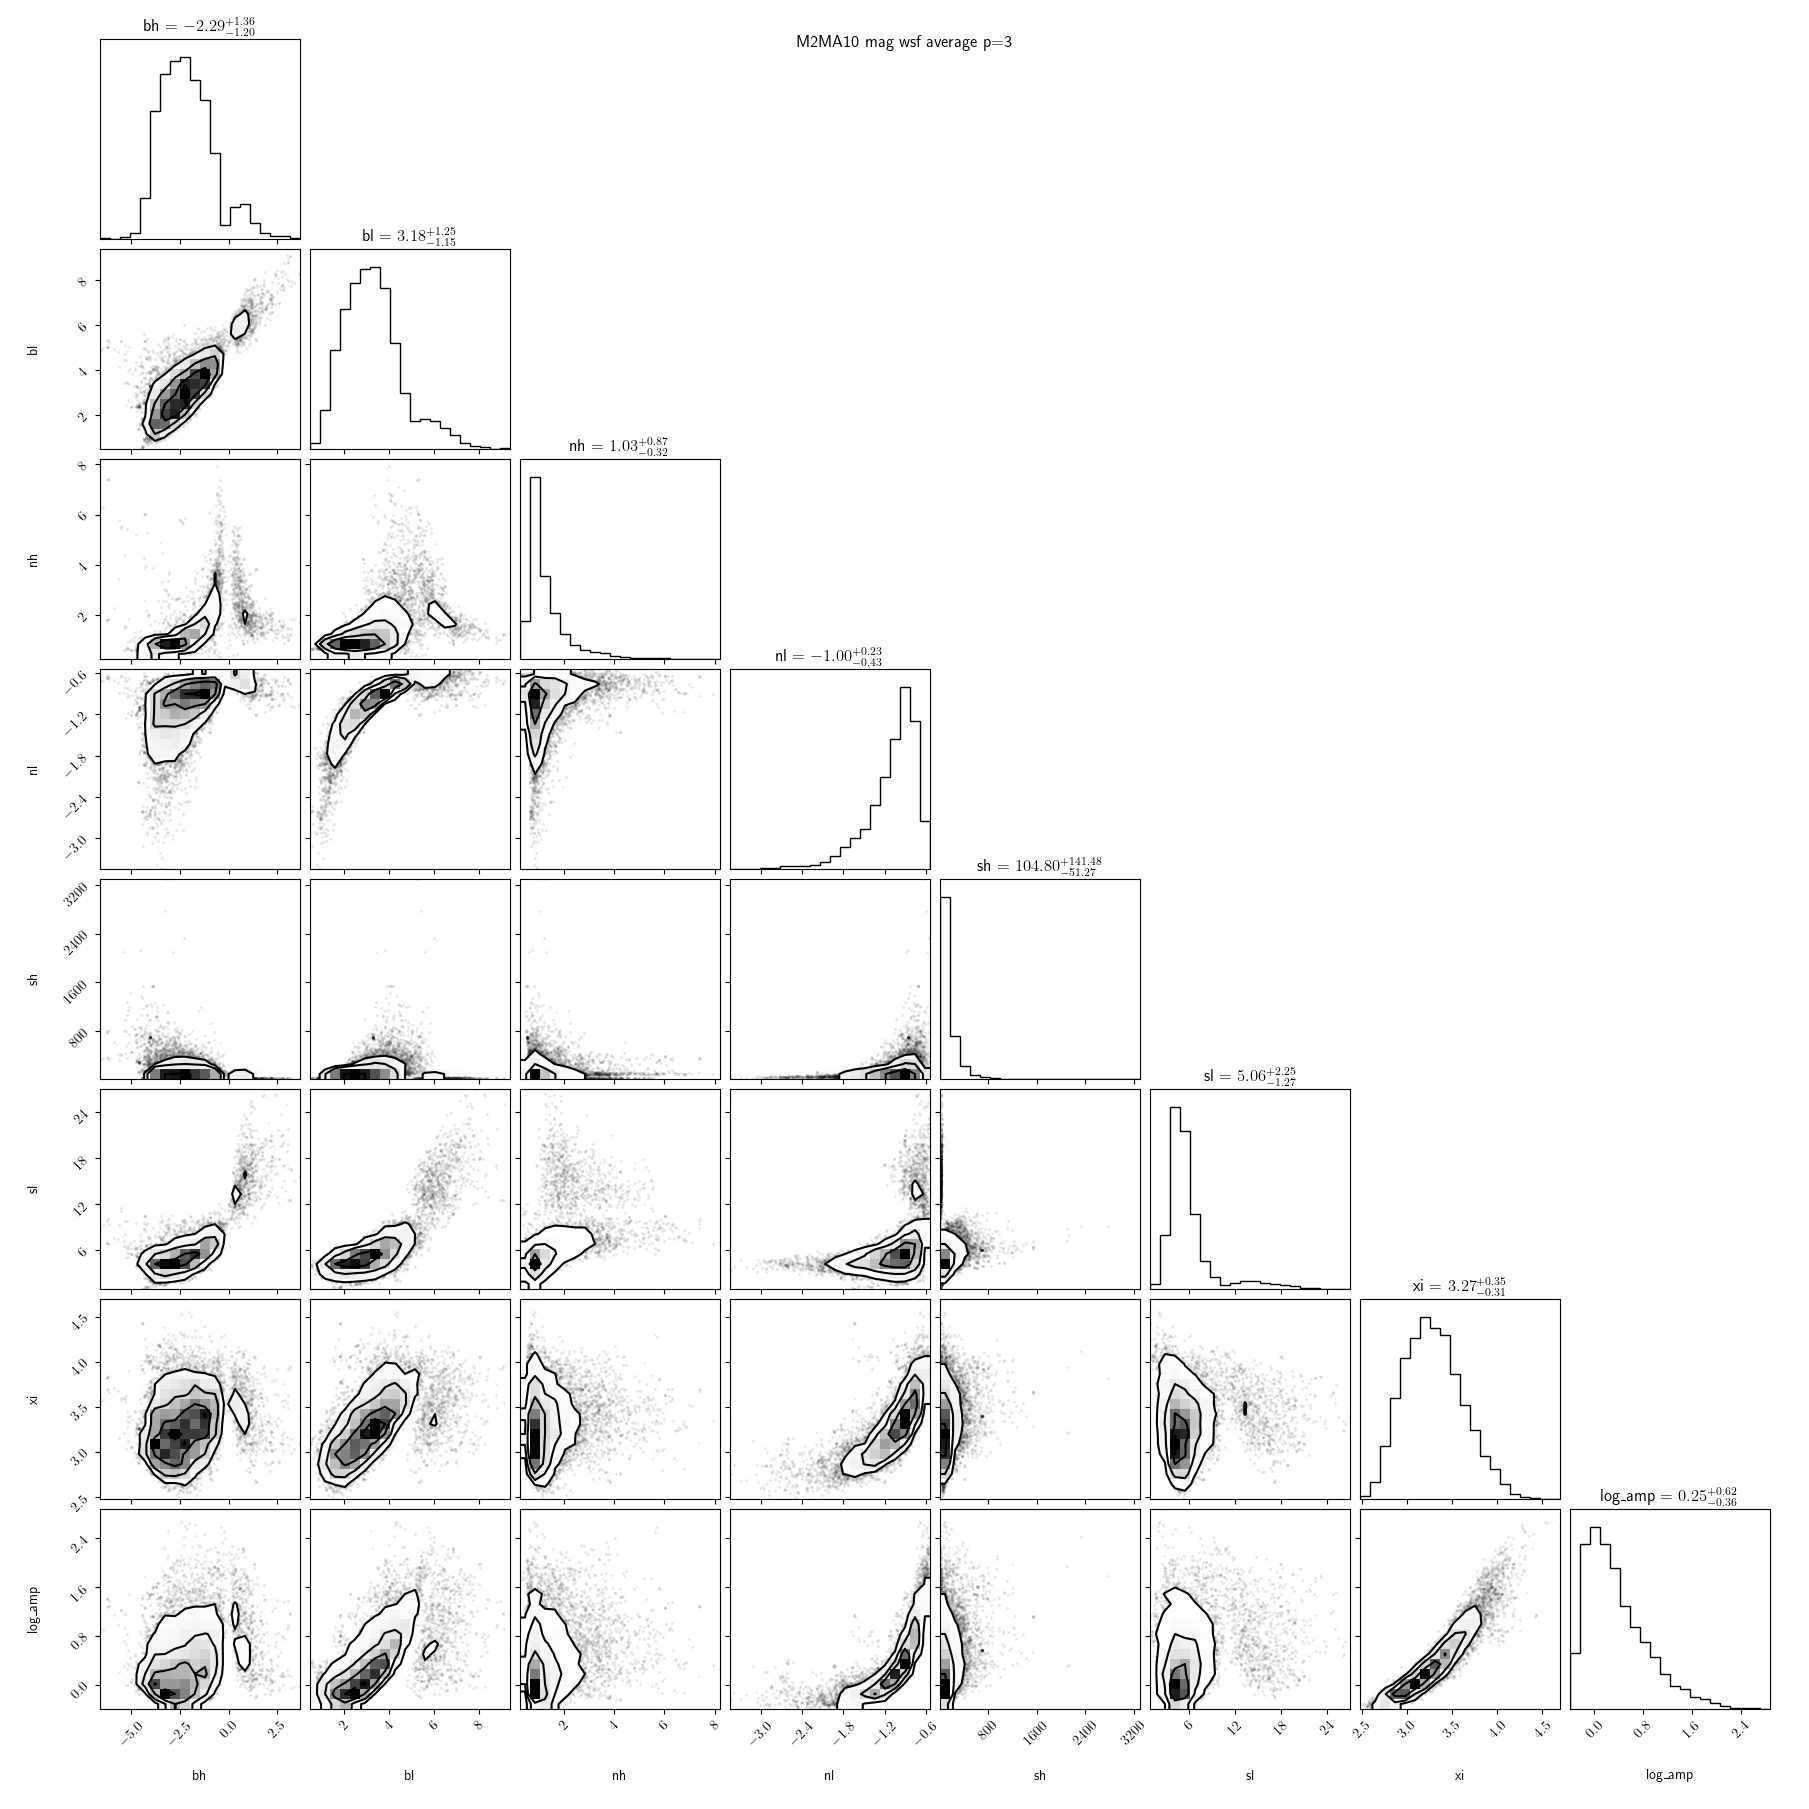 bh = −2.29+1.36−1.20
M2MA10 mag wsf average p=3
bl = 3.18+1.25−1.15
8
6
4
2
bl
nh = 1.03+0.87−0.32
8
6
4
2
nh
nl = −1.00+0.23−0.43
−0.6
−1.2
−1.8
−2.4
−3.0
nl
sh = 104.80+141.48−51.27
3200
2400
1600
800
sh
sl = 5.06+2.25−1.27
24
18
12
6
sl
xi = 3.27+0.35−0.31
4.5
4.0
3.5
3.0
2.5
xi
log_amp = 0.25+0.62−0.36
2.4
1.6
0.8
0.0
log_amp
−5.0 −2.5 0.0 2.5 2 4 6 8 2 4 6 8 −3.0 −2.4 −1.8 −1.2 −0.6 800 1600 2400 3200 6 12 18 24 2.5 3.0 3.5 4.0 4.5 0.0 0.8 1.6 2.4
bh bl nh nl sh sl xi log_amp